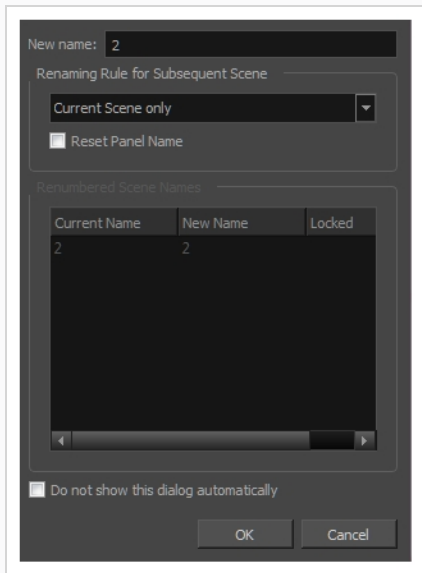 New name: 2
Renaming Rule for Subsequent Scene
Current Scene only
Reset Panel Name
Renumbered Scene Names
Current Name New Name Locked
2 2
Do not show this dialog automatically
OK Cancel